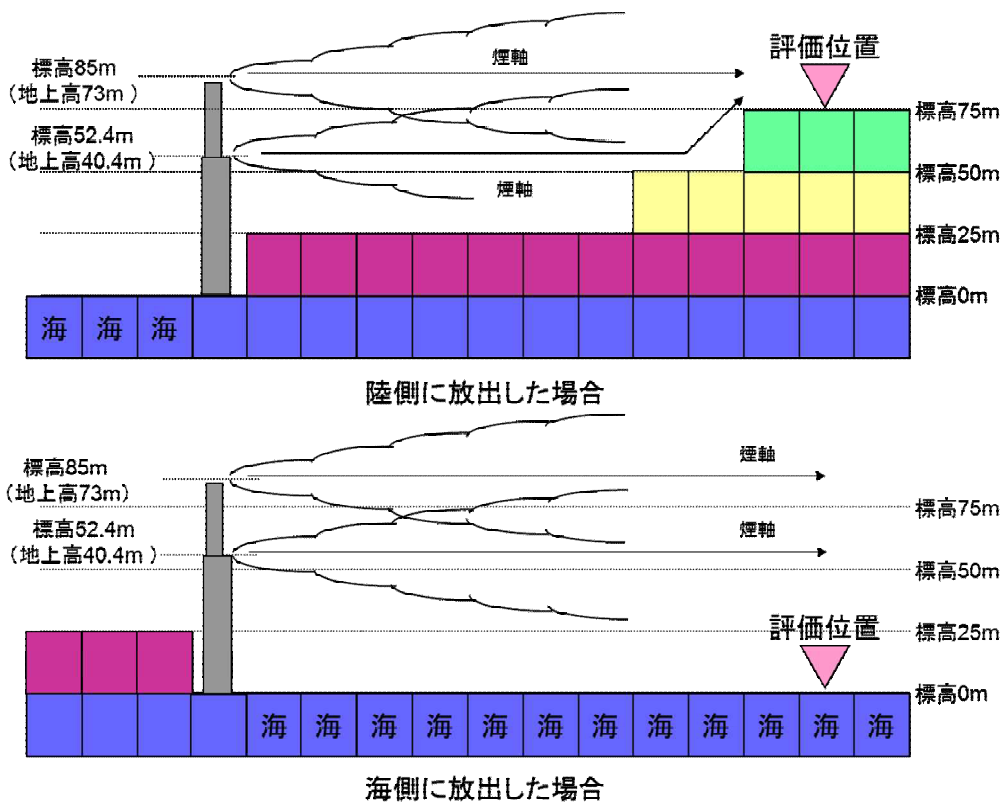 標高85m
（地上高73m）
標高52.4m
（地上高40.4m）
煙軸
煙軸
評価位置
標高75m
標高50m
標高25m
標高0m
海 海 海
陸側に放出した場合
標高85m
（地上高73m）
標高52.4m
（地上高40.4m）
煙軸
煙軸
標高75m
標高50m
評価位置
標高25m
標高0m
海 海 海 海 海 海 海 海 海 海 海 海
海側に放出した場合